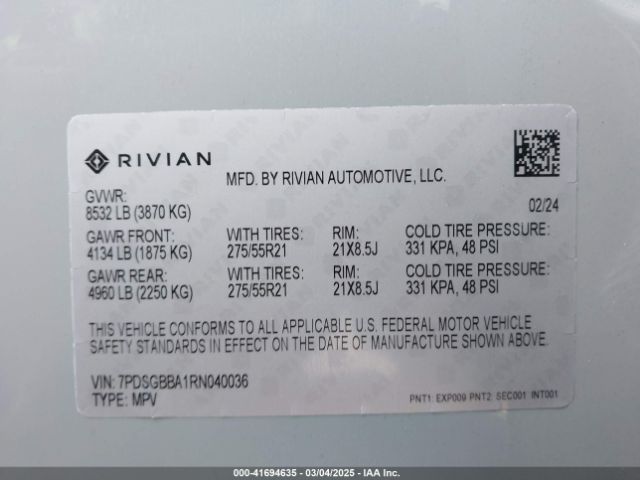 RIVIAN
MFD. BY RIVIAN AUTOMOTIVE, LLC.
GVWR:
8532 LB (3870 KG)
02/24
GAWR FRONT: WITH TIRES: RIM: COLD TIRE PRESSURE:
4134 LB (1875 KG) 275/55R21 21X8.5J 331 KPA, 48 PSI
GAWR REAR: WITH TIRES: RIM: COLD TIRE PRESSURE:
4960 LB (2250 KG) 275/55R21 21X8.5J 331 KPA, 48 PSI
THIS VEHICLE CONFORMS TO ALL APPLICABLE U.S. FEDERAL MOTOR VEHICLE
SAFETY STANDARDS IN EFFECT ON THE DATE OF MANUFACTURE SHOWN ABOVE.
VIN: 7PDSGBBA1RN040036
TYPE: MPV
PNT1: EXP009 PNT2: SEC001 INT001
000-41694635 - 03/04/2025 - IAA Inc.